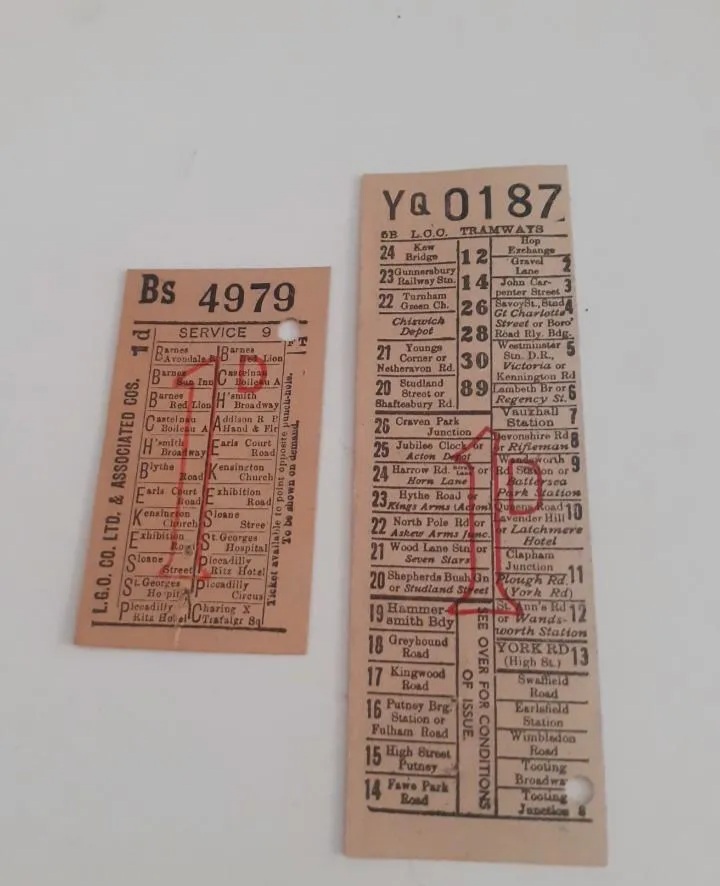 Bs 4979
1d
SERVICE 9
L.G.O. CO. LTD. & ASSOCIATED COS.
Barnes Avondale
Barnes Red Lion
Barnes Sun Inn
Castelnau Boileau A
Barnes Red Lion
H'smith Broadway
Castelnau Boileau A
Addison R
A Hand & Flr
H'smith Broadway
Earls Court Road
Blythe Road
Kensington Church
Earls Court Road
Exhibition Road
Kensington Church
Sloane Stree
Exhibition Road
St. Georges Hospital
Sloane Street
Piccadilly Ritz Hotel
St. Georges Hospit
Piccadilly Circus
Piccadilly Ritz Hotel
Charing X
Trafalgr Sq
1D
Ticket available to point opposite punch-hole.
To be shown on demand.
YQ 0187
L.C.C. TRAMWAYS
24 Kew Bridge
23 Gunnersbury Railway Stn.
22 Turnham Green Ch.
Chiswick Depot
21 Youngs Corner or Netheravon Rd.
20 Studland Street or Shaftesbury Rd.
26 Craven Park Junction
25 Jubilee Clock or Acton Depot
24 Harrow Rd. or Horn Lane
23 Hythe Road or Kings Arms (Acton)
22 North Pole Rd or Askew Arms Junc.
21 Wood Lane Stn or Seven Stars
20 Shepherds Bush Gn or Studland Street
19 Hammersmith Bdy
18 Greyhound Road
17 Kingwood Road
16 Putney Brg. Station or Fulham Road
15 High Street Putney
14 Fawe Park Road
12
14
26
28
30
89
1D
SEE OVER FOR CONDITIONS OF ISSUE.
Hop Exchange
Gravel Lane 2
John Carpenter Street 3
Savoy St., Stnd 4
Gt Charlotte Street or Boro' Road Rly. Bdg.
Westminster Stn. D.R., 5
Victoria or Kennington Rd
Lambeth Br or Regency St. 6
Vauxhall Station 7
Devonshire Rd 8
or Rifleman
Wandsworth Rd. Station or 9
Battersea Park Station
Queens Road 10
Lavender Hill or Latchmere Hotel
Clapham Junction
Plough Rd. 11
(York Rd)
St. Ann's Rd 12
or Wandsworth Station
YORK RD 13
(High St.)
Swaffield Road
Earlsfield Station
Wimbledon Road
Tooting Broadway
Tooting Junction 8